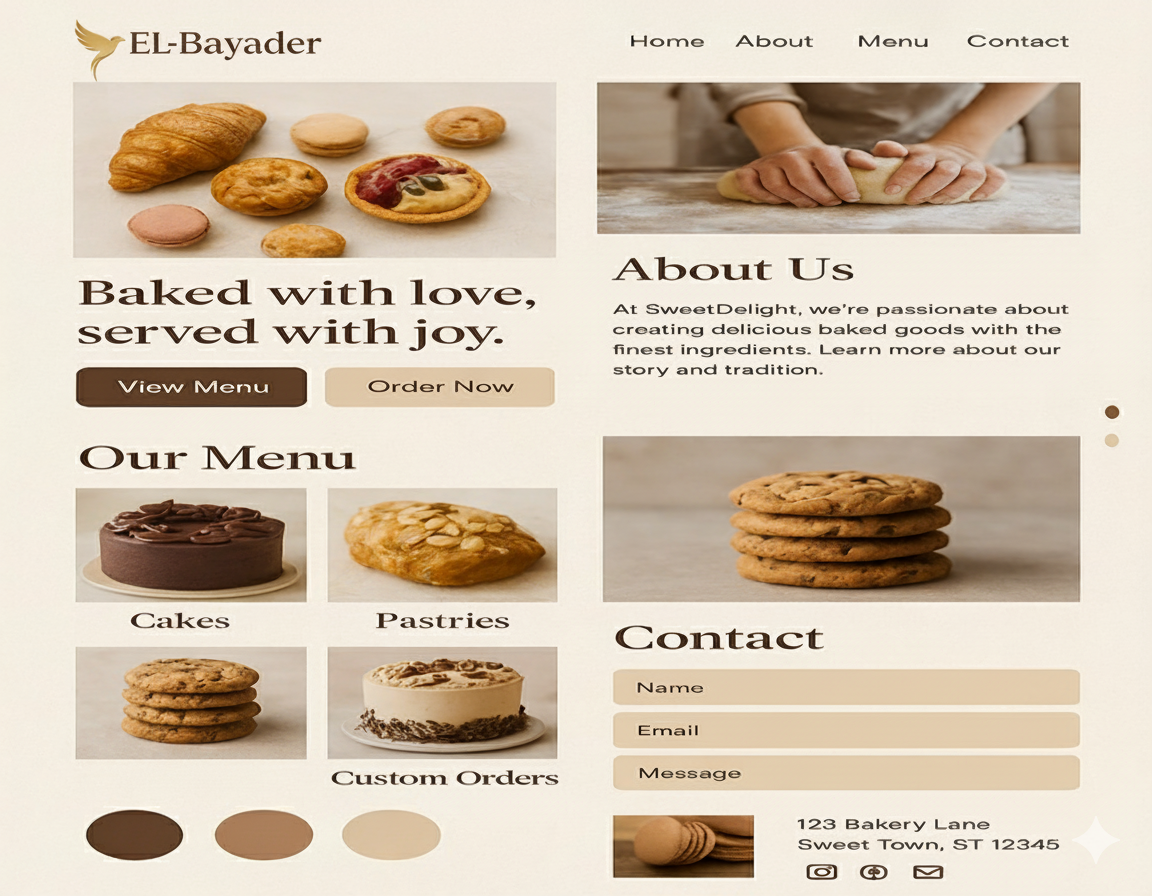 EL-Bayader
Home About Menu Contact
Baked with love,
served with joy.
View Menu
Order Now
About Us
At SweetDelight, we're passionate about
creating delicious baked goods with the
finest ingredients. Learn more about our
story and tradition.
Our Menu
Cakes
Pastries
Custom Orders
Contact
Name
Email
Message
123 Bakery Lane
Sweet Town, ST 12345